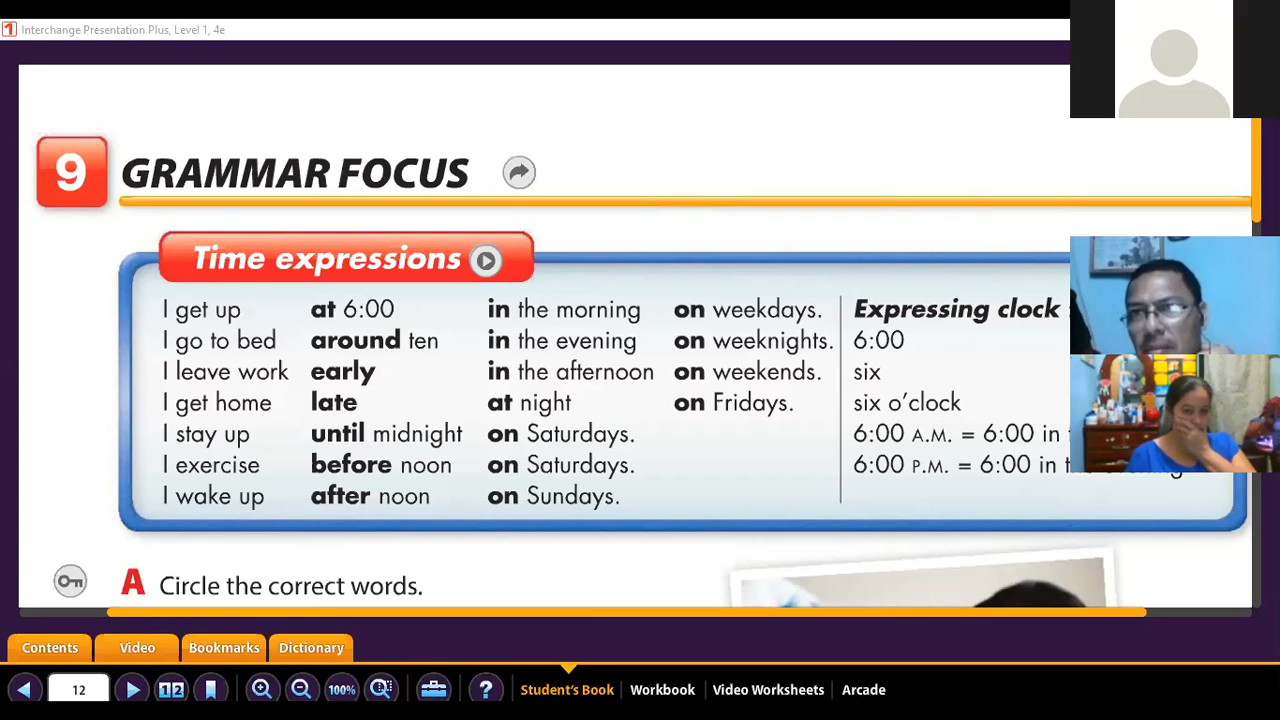 Interchange Presentation Plus, Level 1, 4e
9 GRAMMAR FOCUS
Time expressions
I get up at 6:00 in the morning on weekdays.
I go to bed around ten in the evening on weeknights.
I leave work early in the afternoon on weekends.
I get home late at night on Fridays.
I stay up until midnight on Saturdays.
I exercise before noon on Saturdays.
I wake up after noon on Sundays.
Expressing clock
6:00
six
six o'clock
6:00 A.M. = 6:00 in
6:00 P.M. = 6:00 in
A Circle the correct words.
Contents Video Bookmarks Dictionary
12 12 100% ? Student's Book Workbook Video Worksheets Arcade